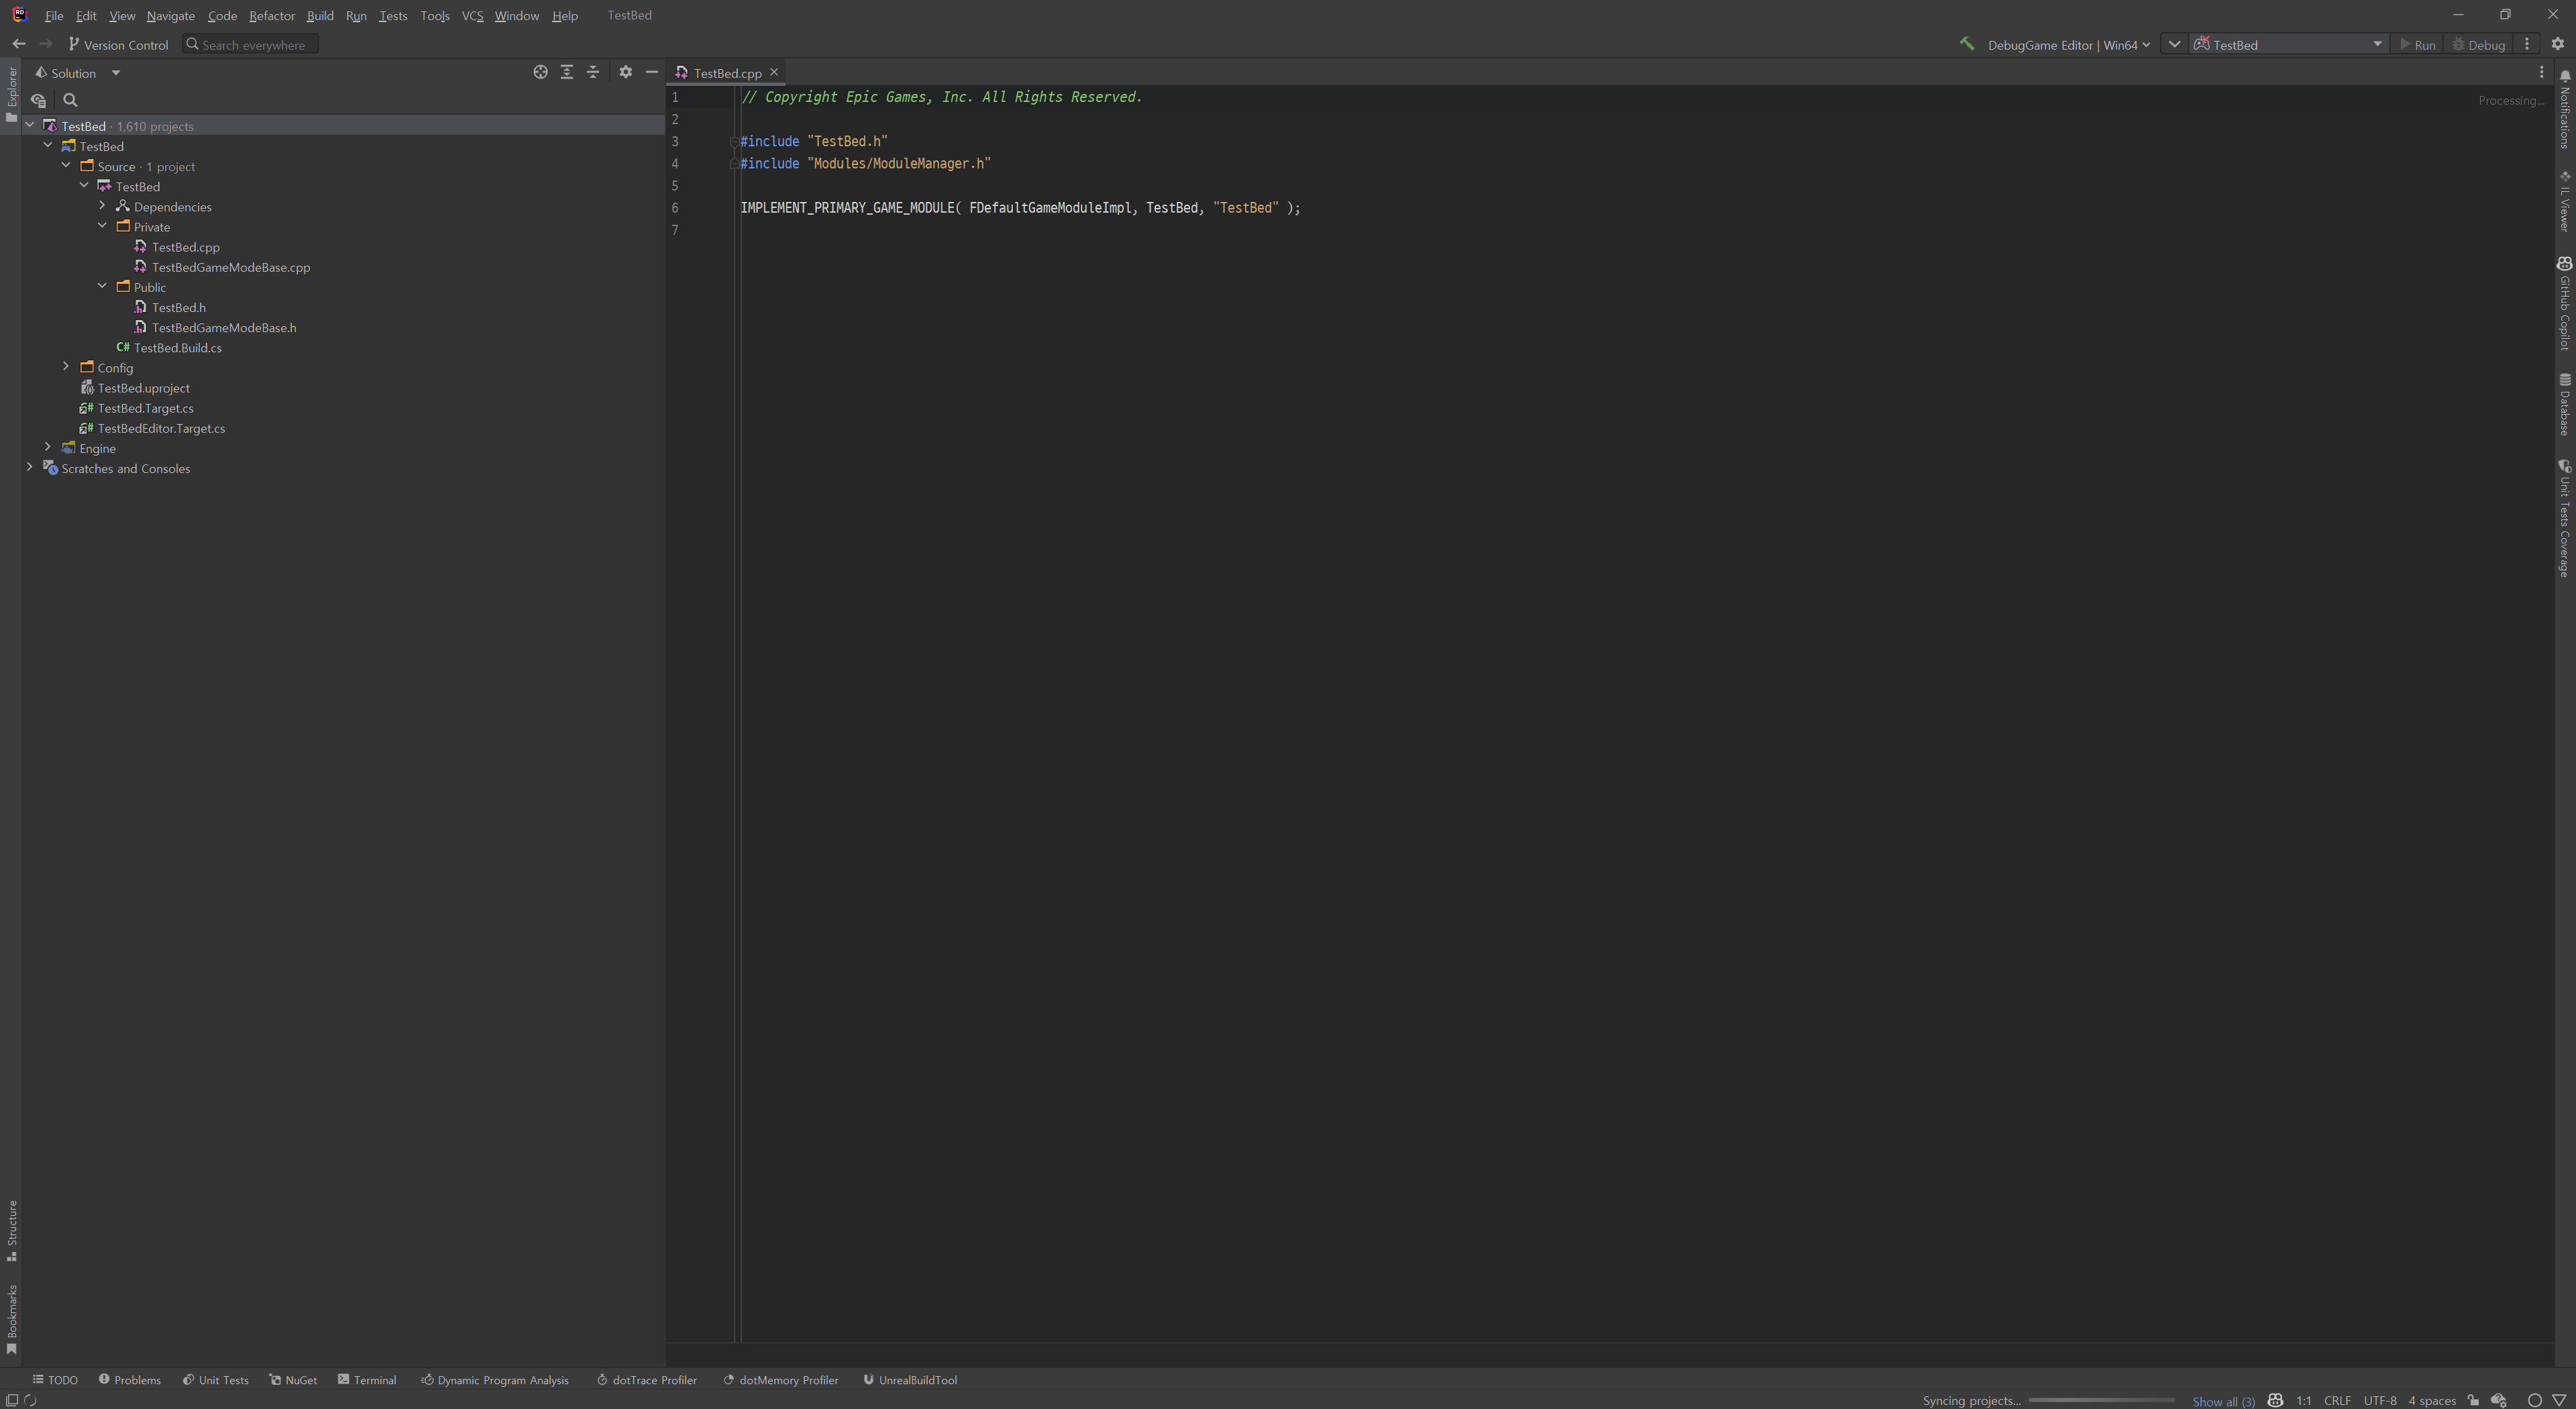 File Edit View Navigate Code Refactor Build Run Tests Tools VCS Window Help TestBed
Version Control Search everywhere DebugGame Editor | Win64 TestBed Run Debug
Explorer
Solution
TestBed · 1,610 projects
TestBed
Source · 1 project
TestBed
Dependencies
Private
TestBed.cpp
TestBedGameModeBase.cpp
Public
TestBed.h
TestBedGameModeBase.h
C# TestBed.Build.cs
Config
TestBed.uproject
TestBed.Target.cs
TestBedEditor.Target.cs
Engine
Scratches and Consoles
Structure
Bookmarks
TestBed.cpp
1 // Copyright Epic Games, Inc. All Rights Reserved.
2
3 #include "TestBed.h"
4 #include "Modules/ModuleManager.h"
5
6 IMPLEMENT_PRIMARY_GAME_MODULE( FDefaultGameModuleImpl, TestBed, "TestBed" );
7
Processing...
Notifications
IL Viewer
GitHub Copilot
Database
Unit Tests Coverage
TODO Problems Unit Tests NuGet Terminal Dynamic Program Analysis dotTrace Profiler dotMemory Profiler UnrealBuildTool
Syncing projects... Show all (3) 1:1 CRLF UTF-8 4 spaces